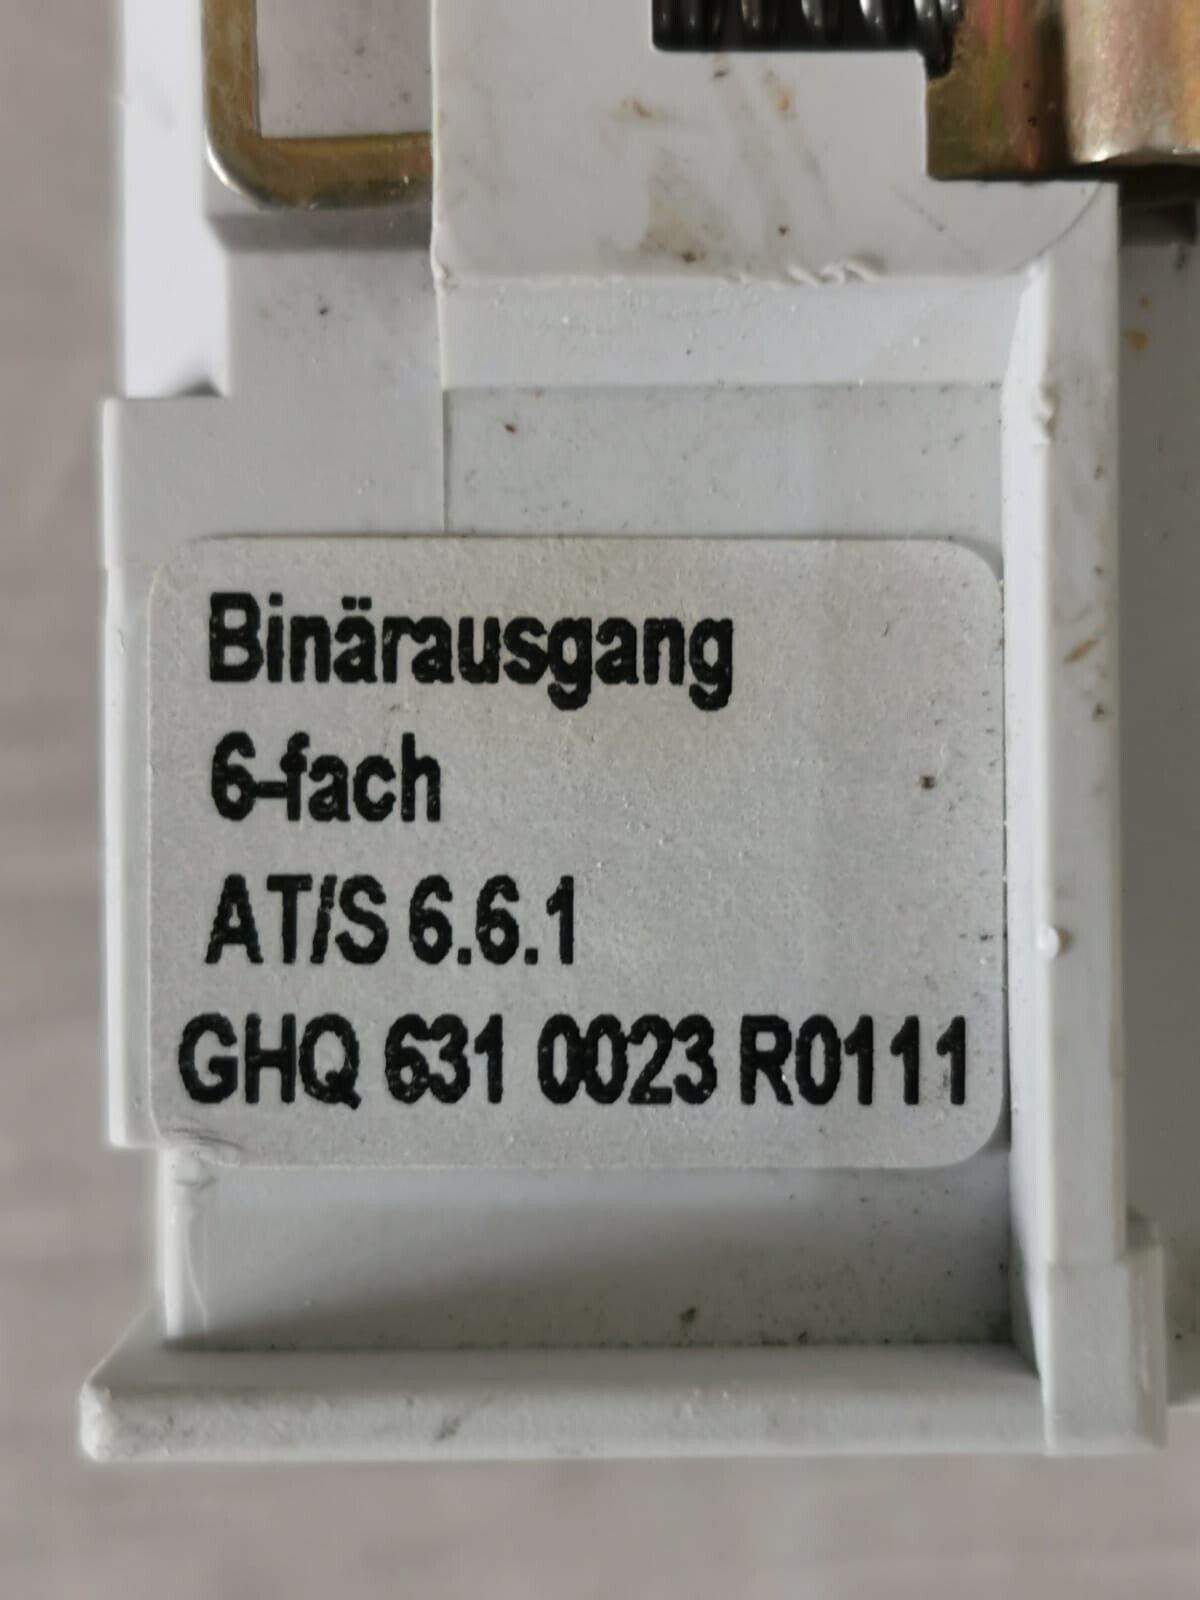 Binärausgang
6-fach
AT/S 6.6.1
GHQ 631 0023 R0111